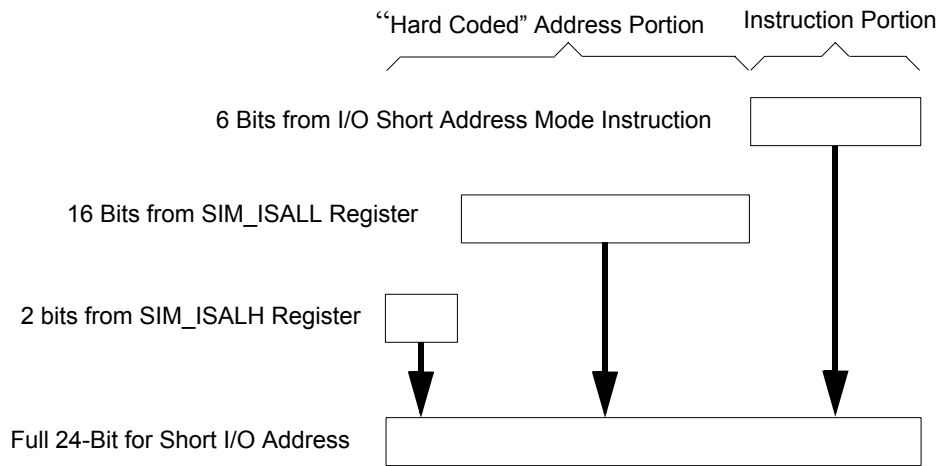 “Hard Coded” Address Portion
Instruction Portion
6 Bits from I/O Short Address Mode Instruction
16 Bits from SIM_ISALL Register
2 bits from SIM_ISALH Register
Full 24-Bit for Short I/O Address